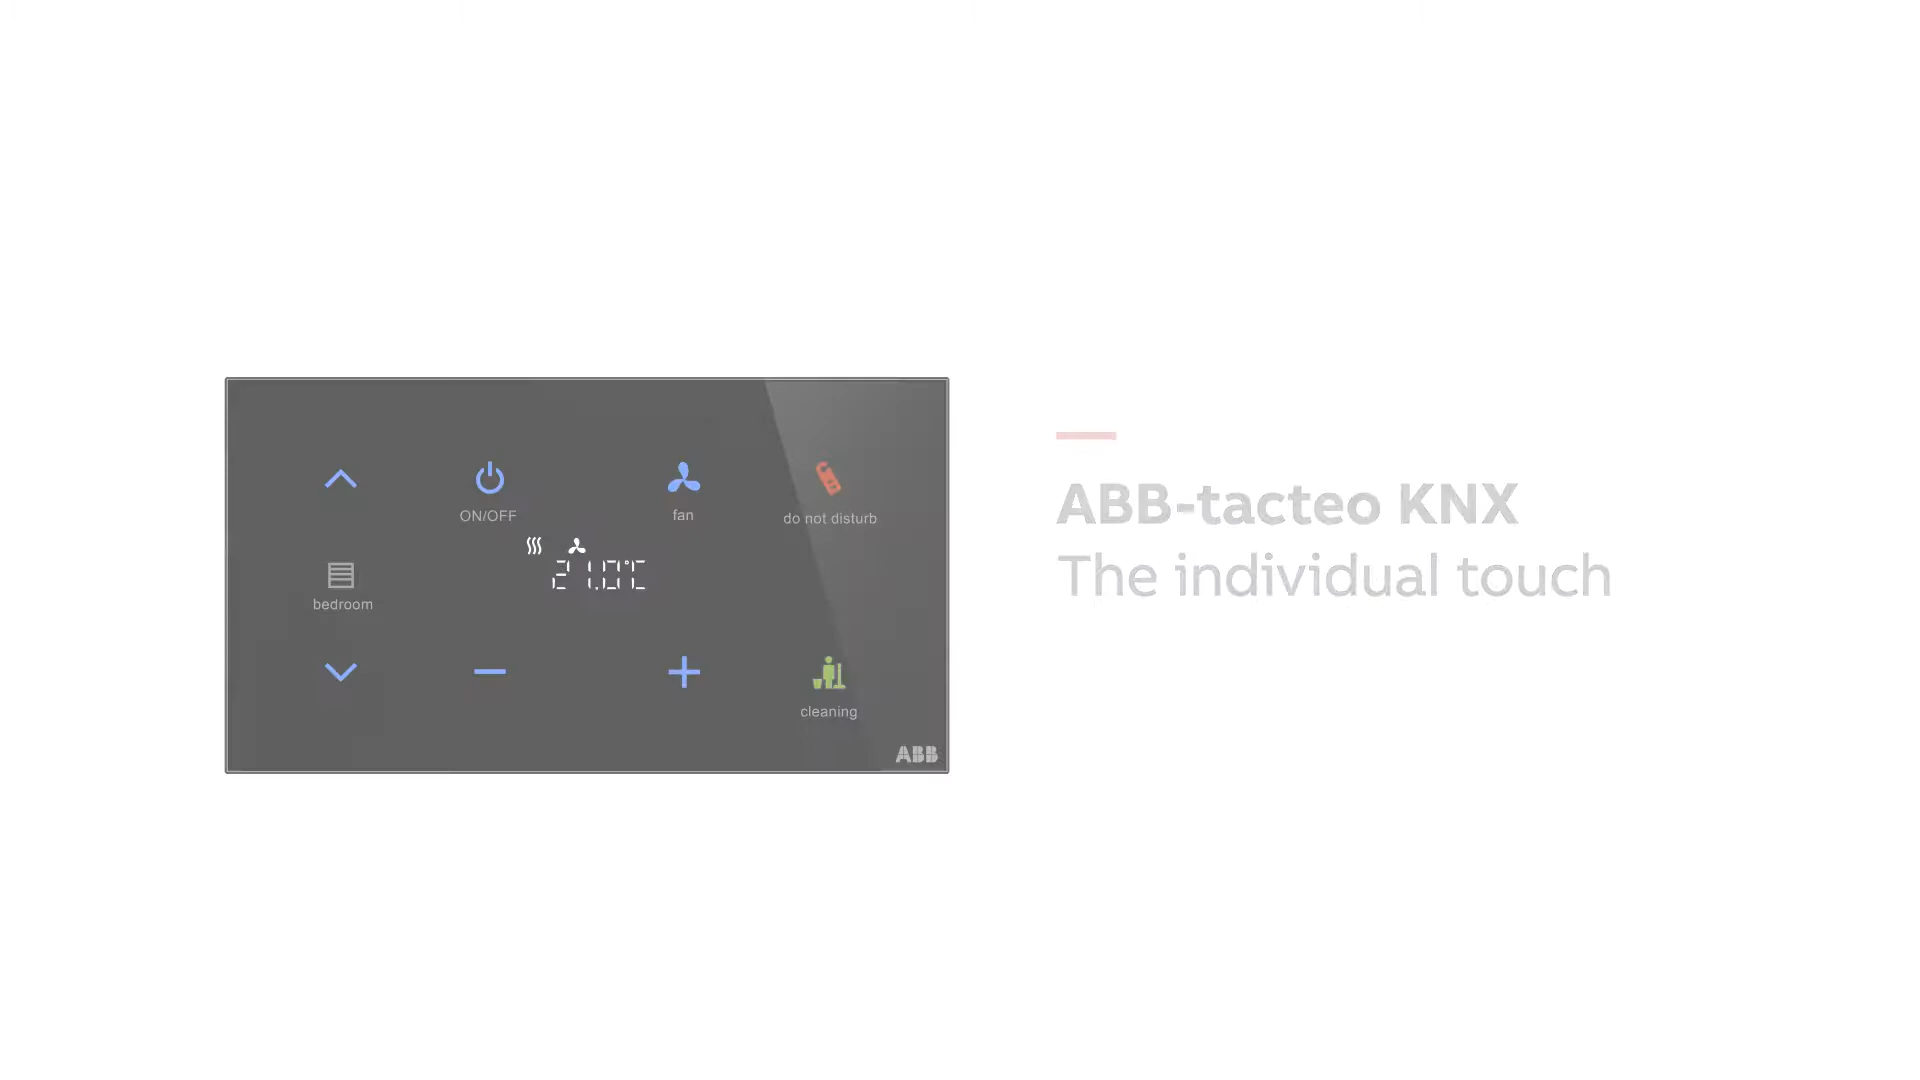 ON/OFF
fan
do not disturb
21.0°C
bedroom
cleaning
ABB
ABB-tacteo KNX
The individual touch